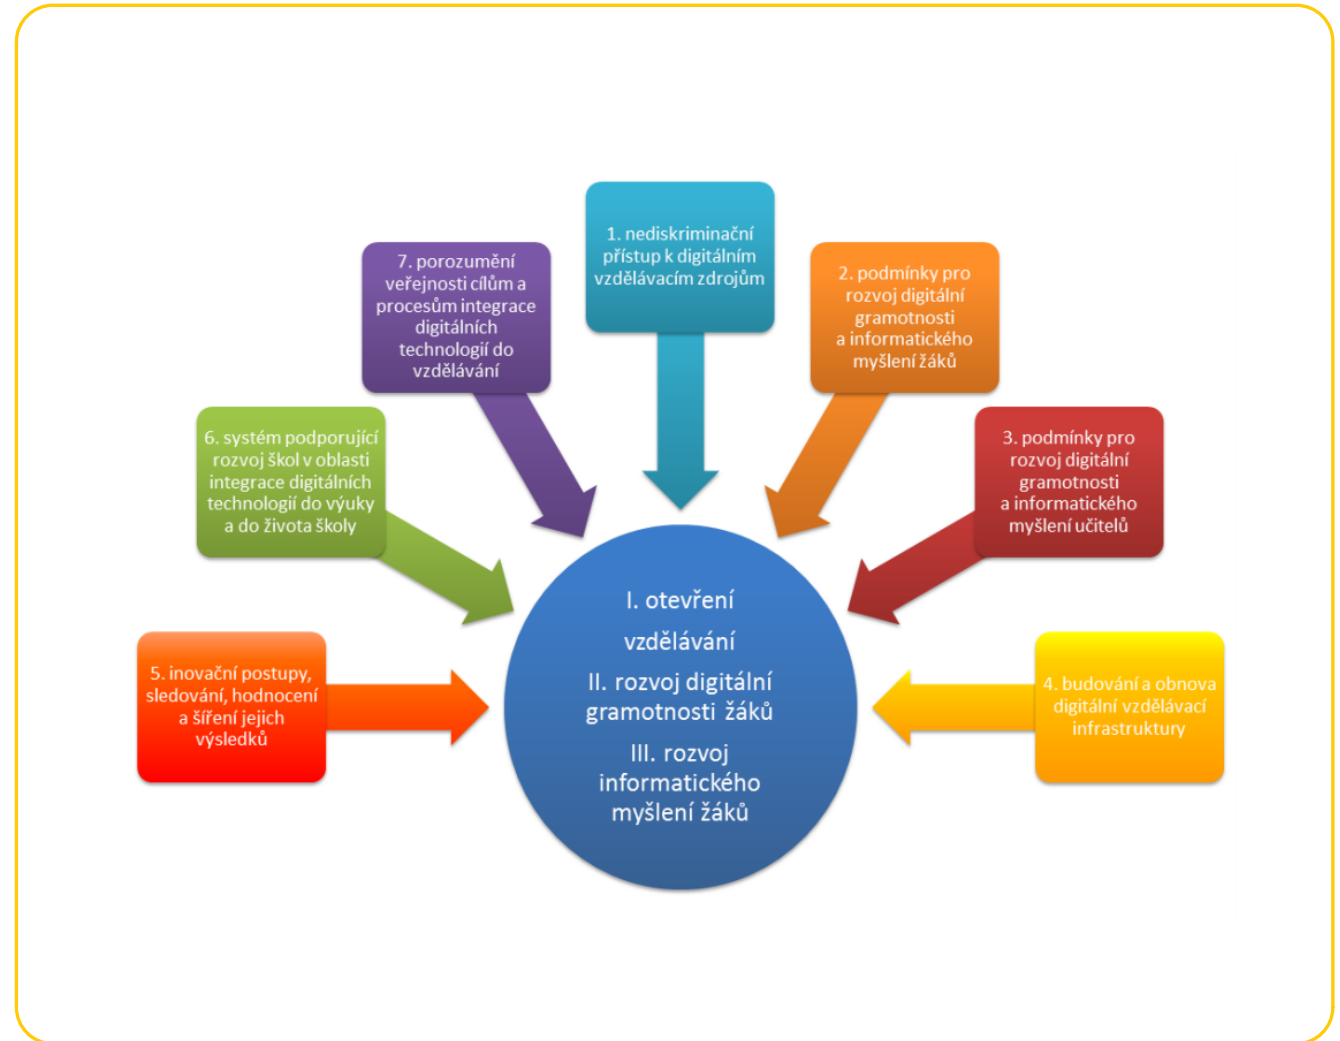 1. nediskriminační
přístup k digitálním
vzdělávacím zdrojům
2. podmínky pro
rozvoj digitální
gramotnosti
a informatického
myšlení žáků
3. podmínky pro
rozvoj digitální
gramotnosti
a informatického
myšlení učitelů
4. budování a obnova
digitální vzdělávací
infrastruktury
5. inovační postupy,
sledování, hodnocení
a šíření jejich
výsledků
6. systém podporující
rozvoj škol v oblasti
integrace digitálních
technologií do výuky
a do života školy
7. porozumění
veřejnosti cílům a
procesům integrace
digitálních
technologií do
vzdělávání
I. otevření
vzdělávání
II. rozvoj digitální
gramotnosti žáků
III. rozvoj
informatického
myšlení žáků